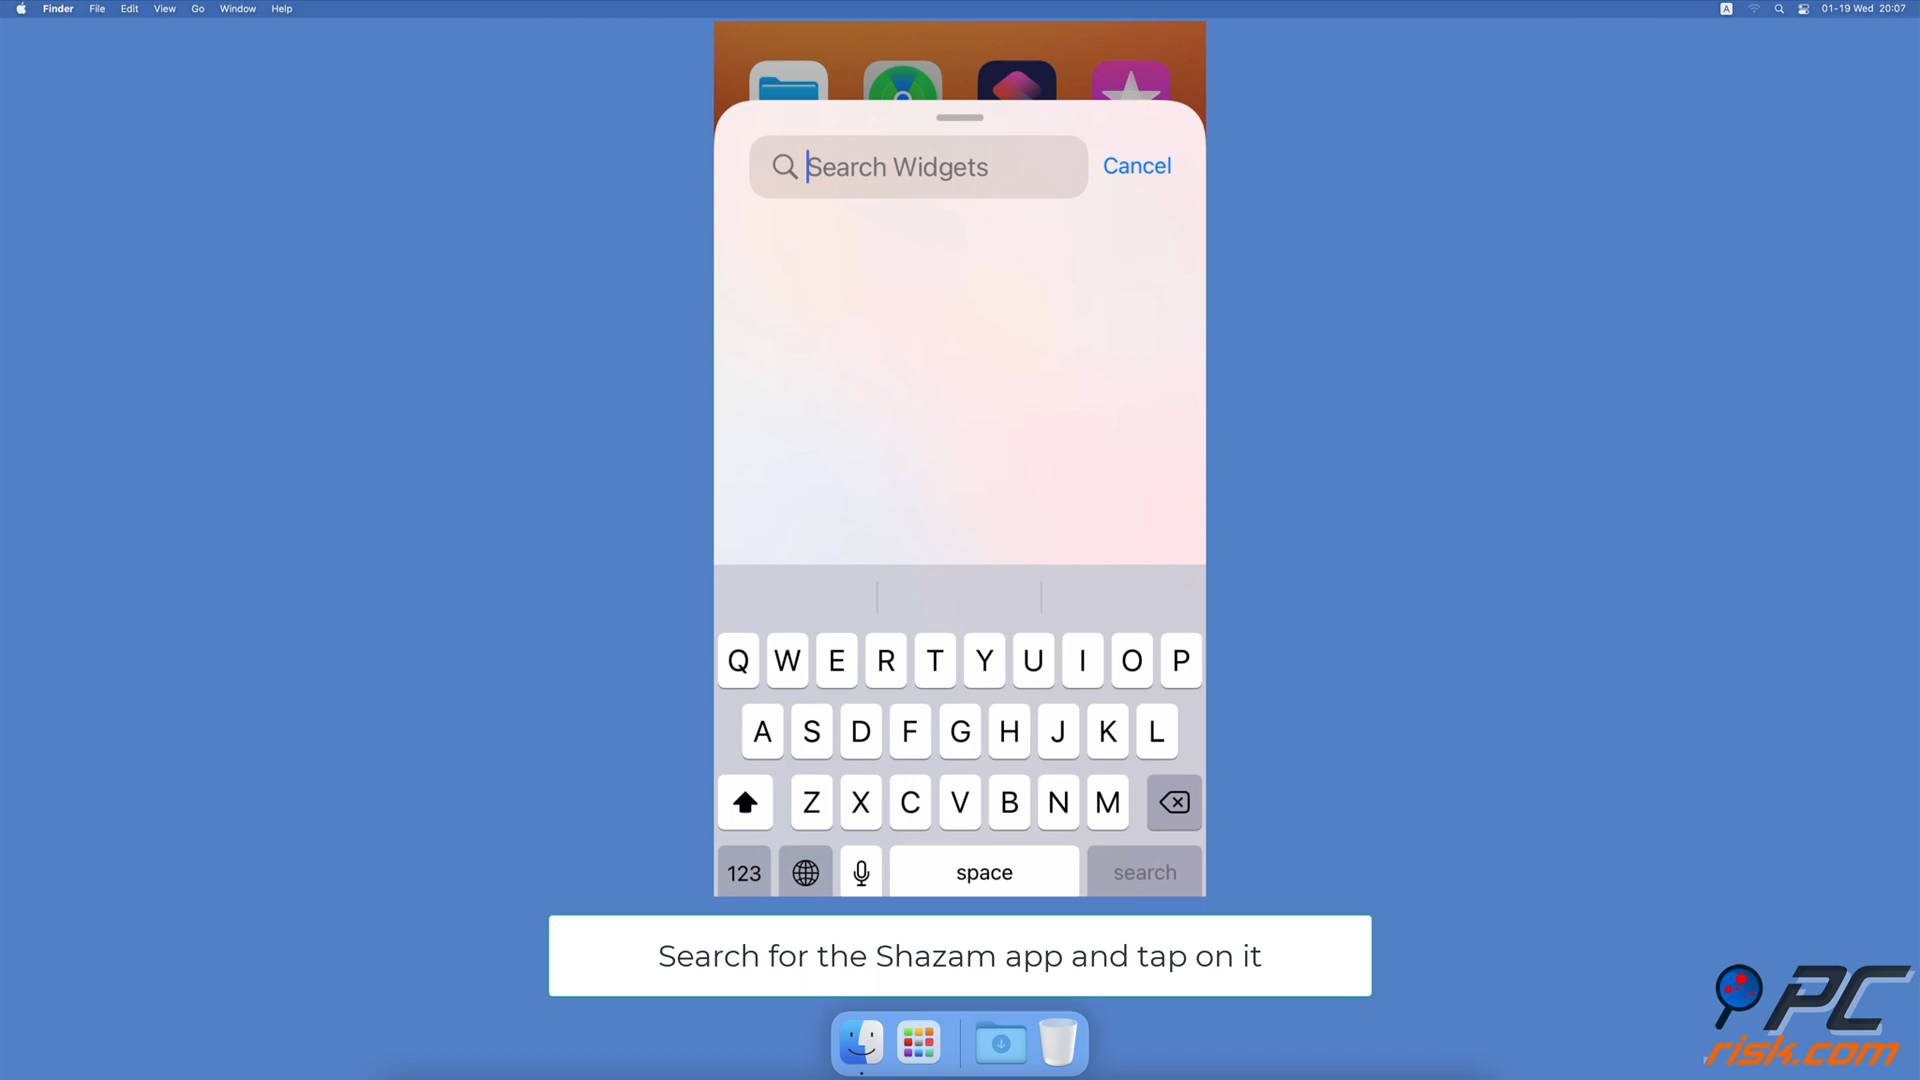 Finder File Edit View Go Window Help
A 01-19 Wed 20:07
Search Widgets Cancel
Q W E R T Y U I O P
A S D F G H J K L
Z X C V B N M
123 space search
Search for the Shazam app and tap on it
PC
risk.com